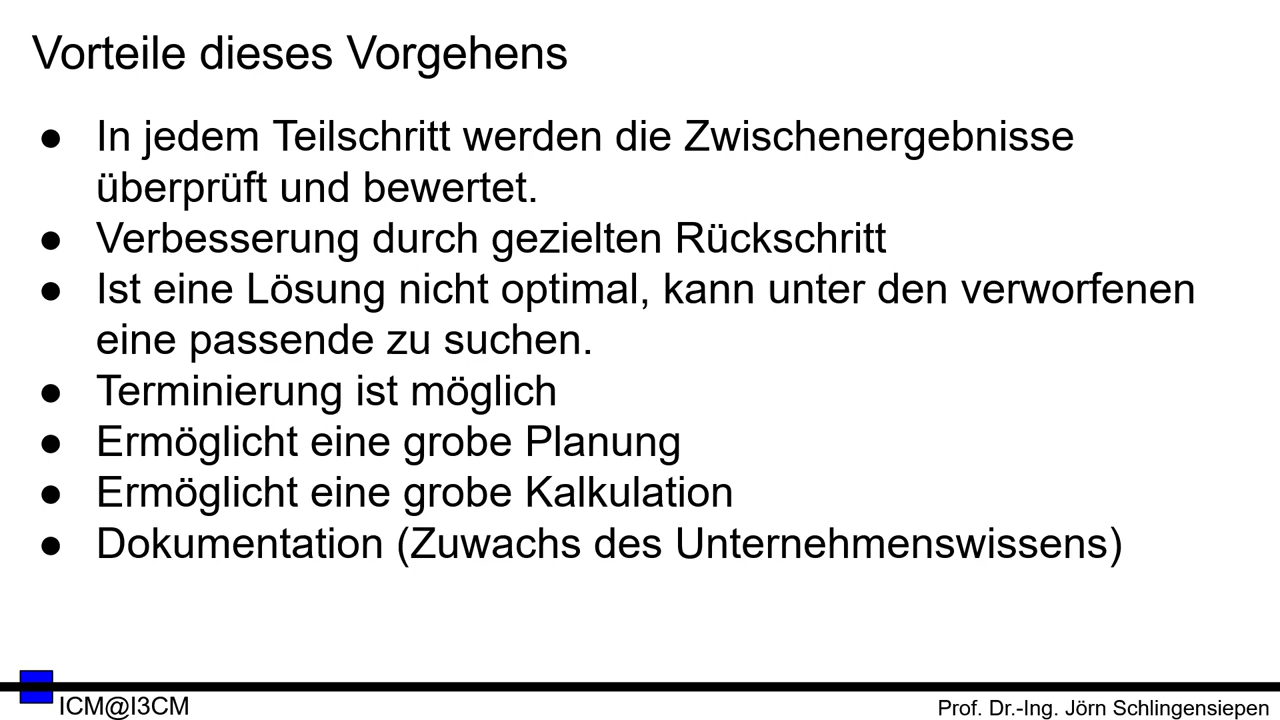 Vorteile dieses Vorgehens
● In jedem Teilschritt werden die Zwischenergebnisse
überprüft und bewertet.
● Verbesserung durch gezielten Rückschritt
● Ist eine Lösung nicht optimal, kann unter den verworfenen
eine passende zu suchen.
● Terminierung ist möglich
● Ermöglicht eine grobe Planung
● Ermöglicht eine grobe Kalkulation
● Dokumentation (Zuwachs des Unternehmenswissens)
ICM@I3CM
Prof. Dr.-Ing. Jörn Schlingensiepen